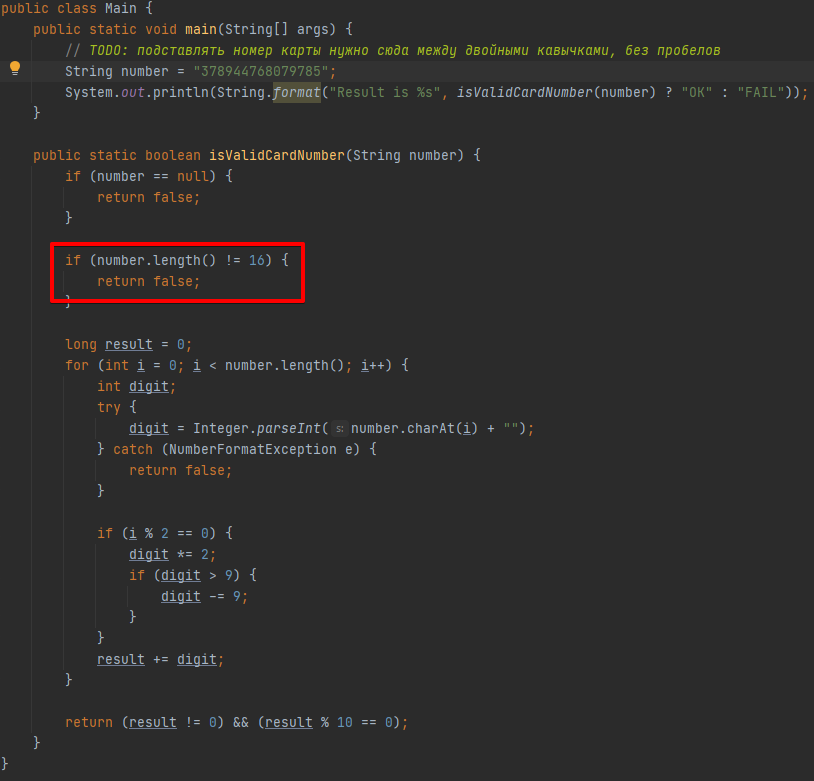 public class Main {
    public static void main(String[] args) {
        // TODO: подставлять номер карты нужно сюда между двойными кавычками, без пробелов
        String number = "378944768079785";
        System.out.println(String.format("Result is %s", isValidCardNumber(number) ? "OK" : "FAIL"));
    }
    public static boolean isValidCardNumber(String number) {
        if (number == null) {
            return false;
        }
        if (number.length() != 16) {
            return false;
        }
        long result = 0;
        for (int i = 0; i < number.length(); i++) {
            int digit;
            try {
                digit = Integer.parseInt( s: number.charAt(i) + "");
            } catch (NumberFormatException e) {
                return false;
            }
            if (i % 2 == 0) {
                digit *= 2;
                if (digit > 9) {
                    digit -= 9;
                }
            }
            result += digit;
        }
        return (result != 0) && (result % 10 == 0);
    }
}